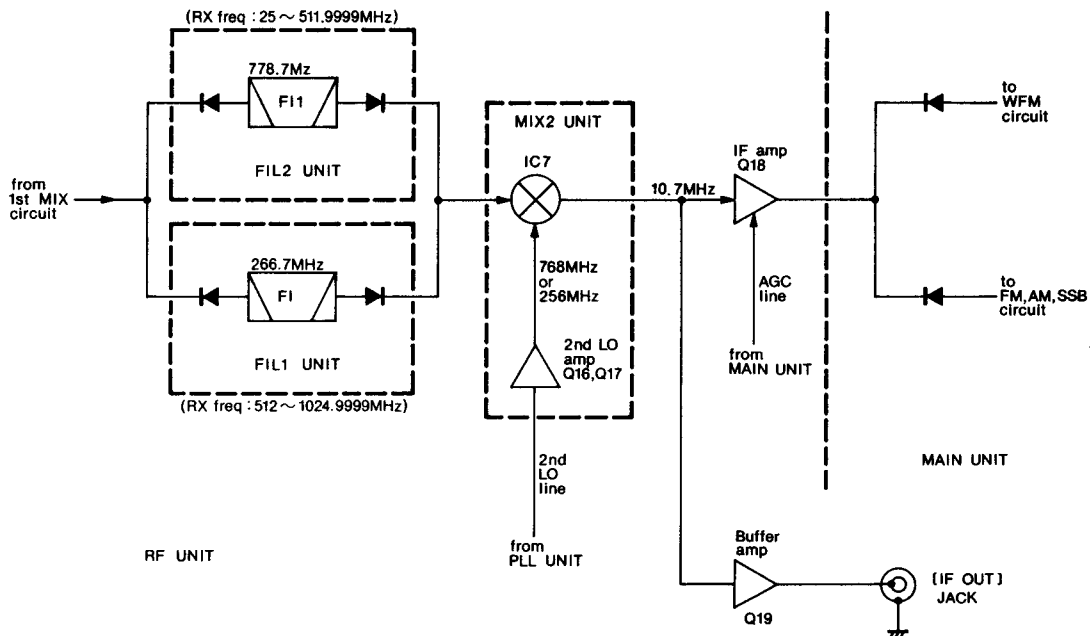 (RX freq : 25～511.9999MHz)
778.7Mz
FI1
FIL2 UNIT
from
1st MIX
circuit
266.7MHz
FI
FIL1 UNIT
(RX freq : 512～1024.9999MHz)
MIX2 UNIT
IC7
768MHz
or
256MHz
2nd LO
amp
Q16,Q17
2nd
LO
line
from
PLL UNIT
10.7MHz
IF amp
Q18
AGC
line
from
MAIN UNIT
to
WFM
circuit
to
FM,AM,SSB
circuit
MAIN UNIT
RF UNIT
Buffer
amp
Q19
[IF OUT]
JACK